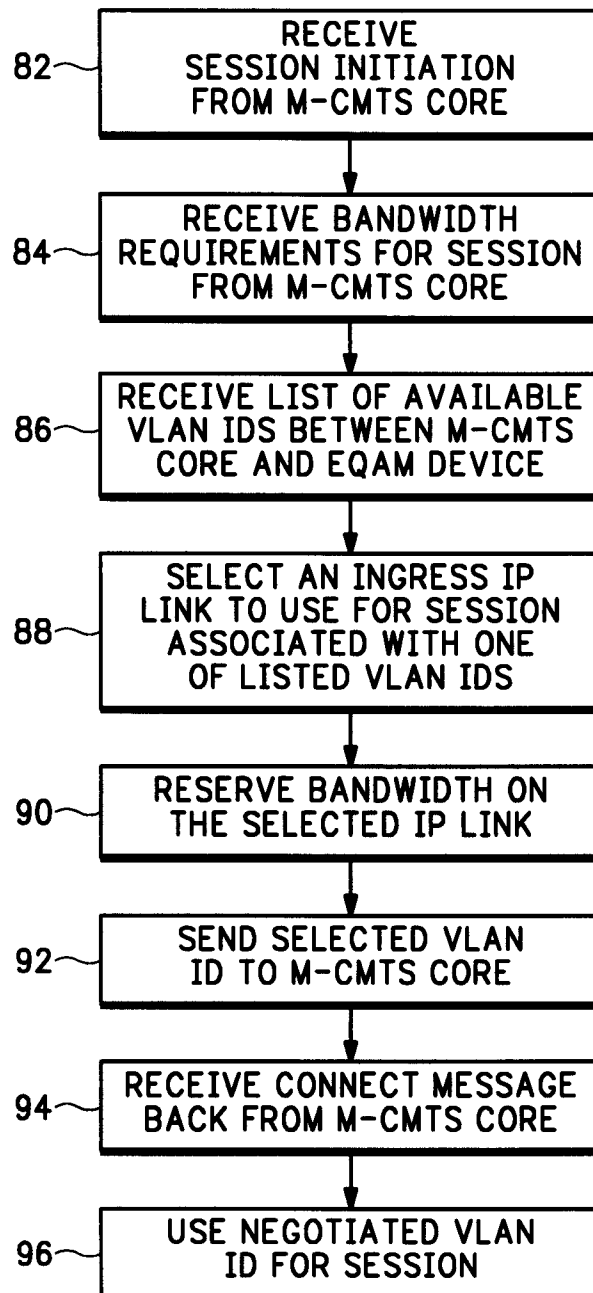 82
RECEIVE
SESSION INITIATION
FROM M-CMTS CORE
84
RECEIVE BANDWIDTH
REQUIREMENTS FOR SESSION
FROM M-CMTS CORE
86
RECEIVE LIST OF AVAILABLE
VLAN IDS BETWEEN M-CMTS
CORE AND EQAM DEVICE
88
SELECT AN INGRESS IP
LINK TO USE FOR SESSION
ASSOCIATED WITH ONE
OF LISTED VLAN IDS
90
RESERVE BANDWIDTH ON
THE SELECTED IP LINK
92
SEND SELECTED VLAN
ID TO M-CMTS CORE
94
RECEIVE CONNECT MESSAGE
BACK FROM M-CMTS CORE
96
USE NEGOTIATED VLAN
ID FOR SESSION